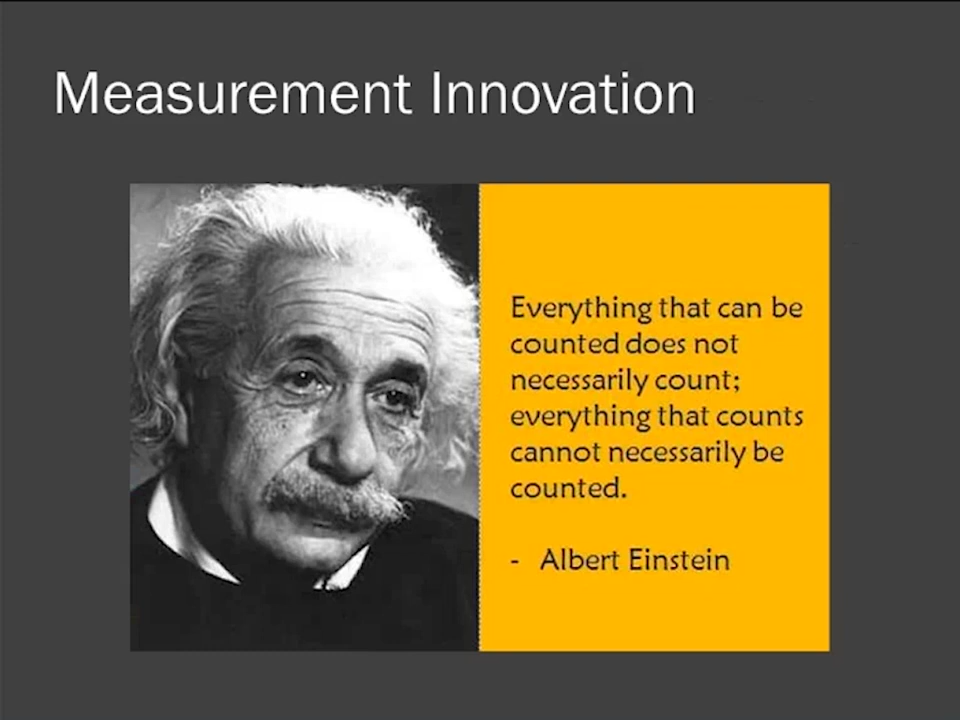 Measurement Innovation
Everything that can be
counted does not
necessarily count;
everything that counts
cannot necessarily be
counted.
- Albert Einstein